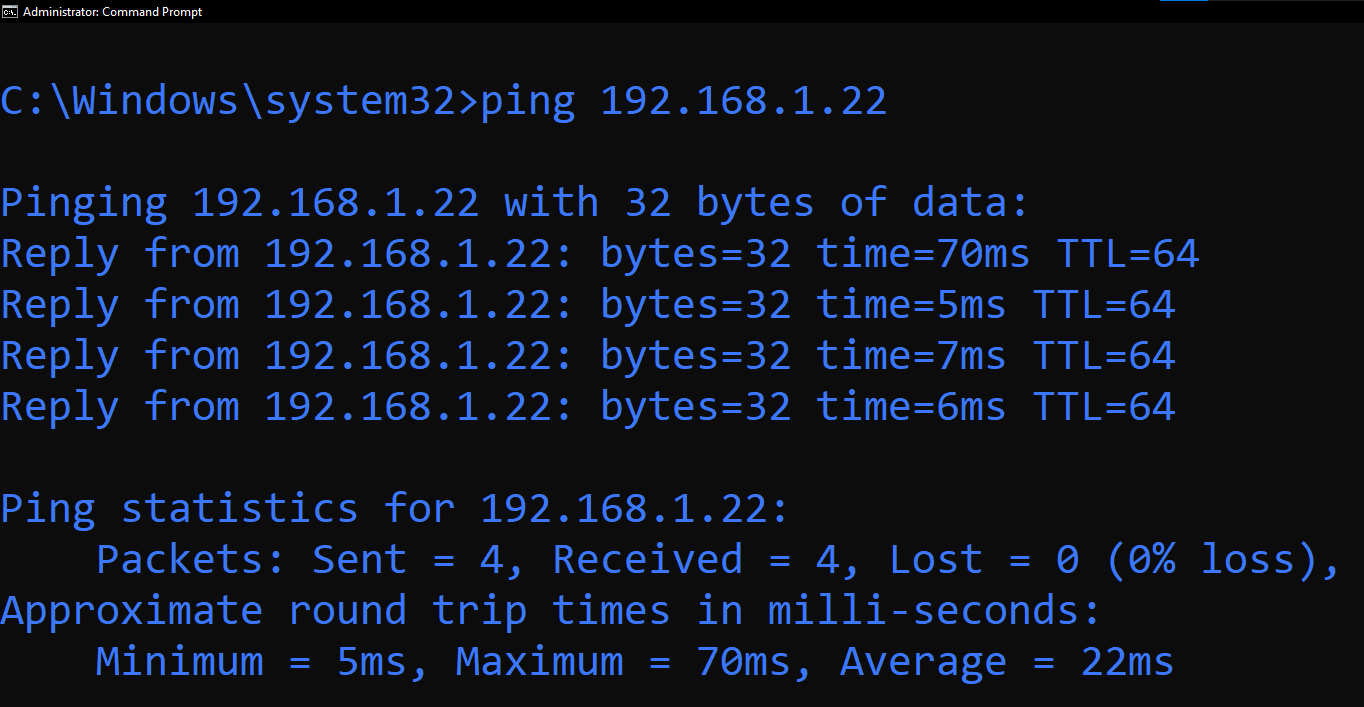 Administrator: Command Prompt
C:\Windows\system32>ping 192.168.1.22
Pinging 192.168.1.22 with 32 bytes of data:
Reply from 192.168.1.22: bytes=32 time=70ms TTL=64
Reply from 192.168.1.22: bytes=32 time=5ms TTL=64
Reply from 192.168.1.22: bytes=32 time=7ms TTL=64
Reply from 192.168.1.22: bytes=32 time=6ms TTL=64
Ping statistics for 192.168.1.22:
    Packets: Sent = 4, Received = 4, Lost = 0 (0% loss),
Approximate round trip times in milli-seconds:
    Minimum = 5ms, Maximum = 70ms, Average = 22ms